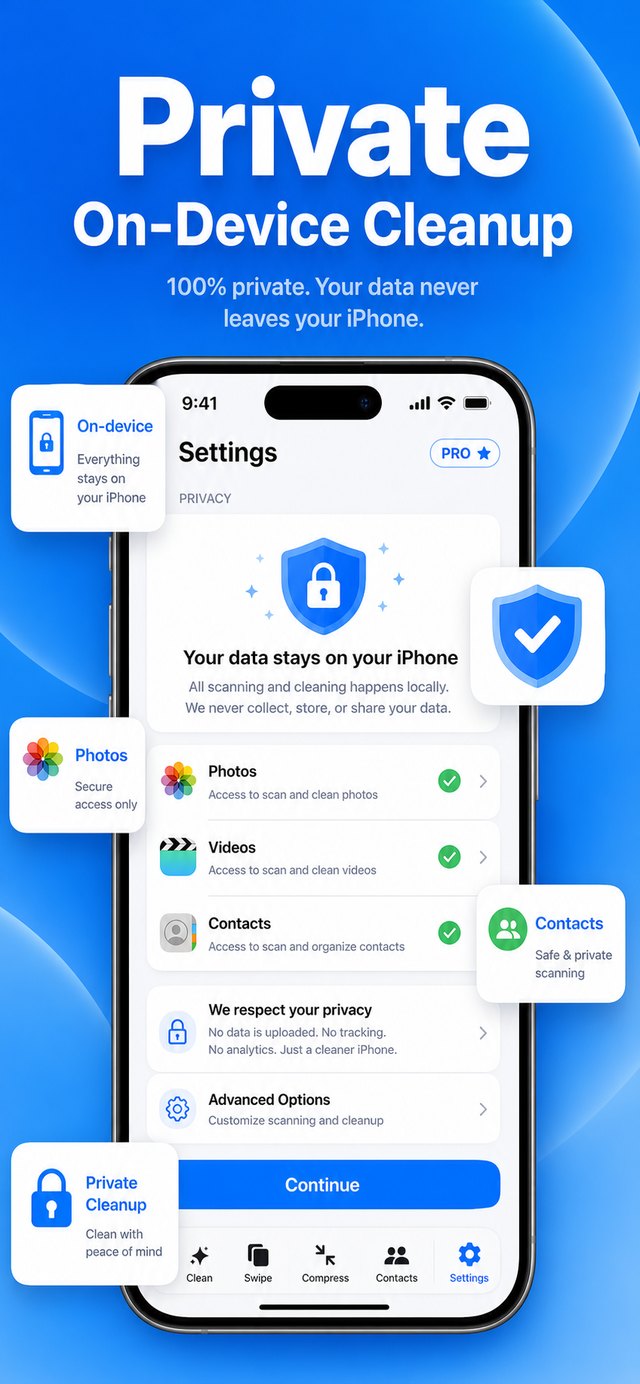 Private
On-Device Cleanup
100% private. Your data never
leaves your iPhone.
9:41
On-device
Everything
stays on
your iPhone
Settings
PRO
PRIVACY
Your data stays on your iPhone
All scanning and cleaning happens locally.
We never collect, store, or share your data.
Photos
Secure
access only
Photos
Access to scan and clean photos
Videos
Access to scan and clean videos
Contacts
Access to scan and organize contacts
Contacts
Safe & private
scanning
We respect your privacy
No data is uploaded. No tracking.
No analytics. Just a cleaner iPhone.
Advanced Options
Customize scanning and cleanup
Private
Cleanup
Clean with
peace of mind
Continue
Clean
Swipe
Compress
Contacts
Settings